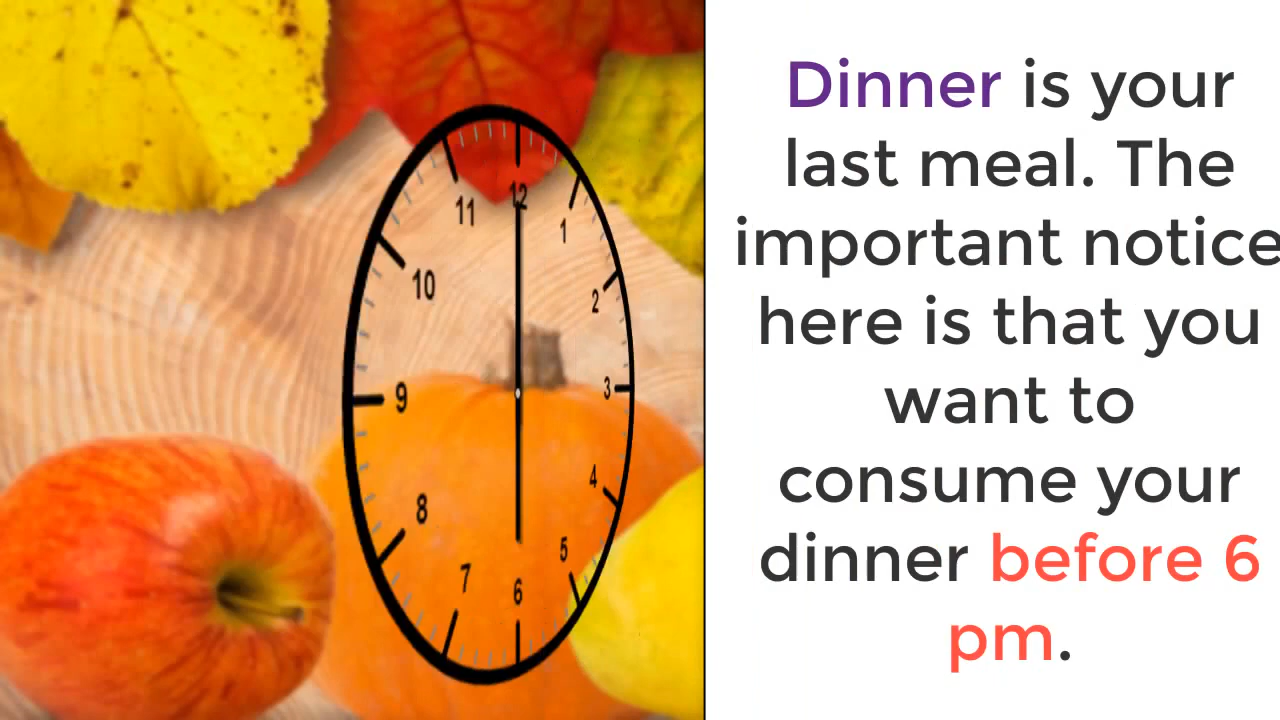 12
11
1
10
2
9
3
8
4
7
5
6
Dinner is your
last meal. The
important notice
here is that you
want to
consume your
dinner before 6
pm.